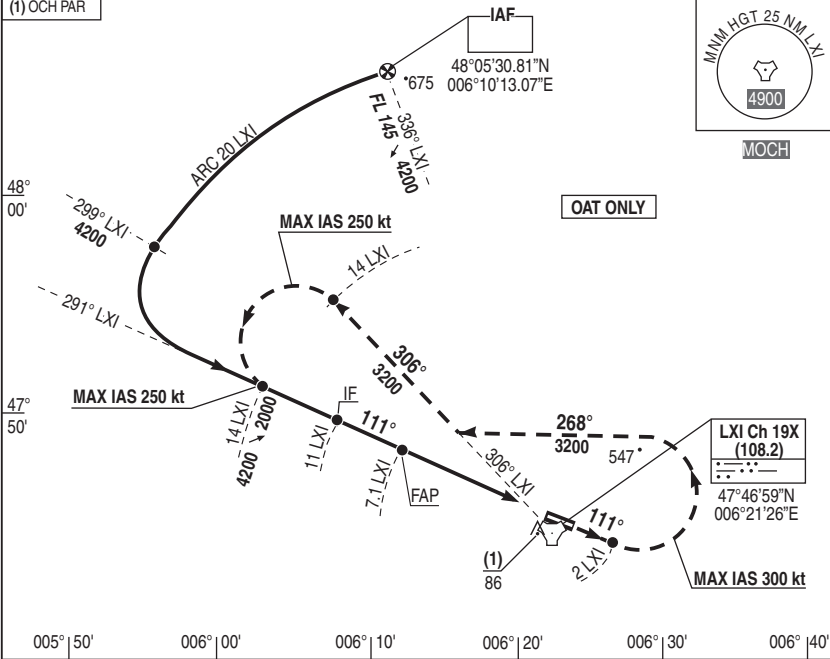 (1) OCH PAR
IAF
48°05'30.81"N
006°10'13.07"E
675
336° LXI
FL 145 4200
ARC 20 LXI
MNM HGT 25 NM LXI
4900
MOCH
48°
00'
OAT ONLY
299° LXI
4200
MAX IAS 250 kt
14 LXI
291° LXI
306°
3200
MAX IAS 250 kt
47°
50'
14 LXI
4200 2000
IF
11 LXI
111°
7.1 LXI
FAP
268°
3200
547
306° LXI
LXI Ch 19X
(108.2)
47°46'59"N
006°21'26"E
111°
(1)
86
2 LXI
MAX IAS 300 kt
005°50'
006° 00'
006° 10'
006° 20'
006° 30'
006° 40'